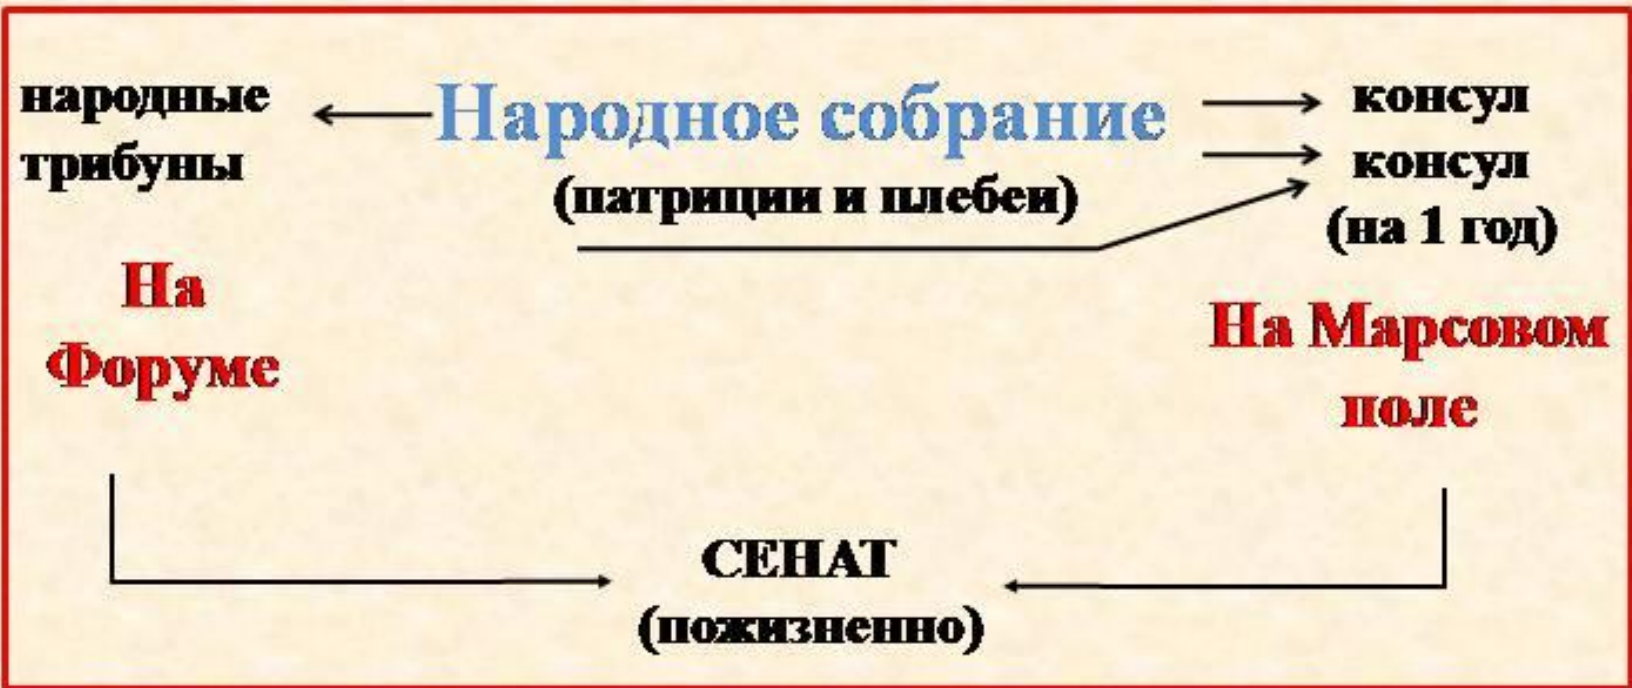 народные
трибуны
Народное собрание
(патриции и плебеи)
консул
консул
(на 1 год)
На
Форуме
На Марсовом
поле
СЕНАТ
(пожизненно)